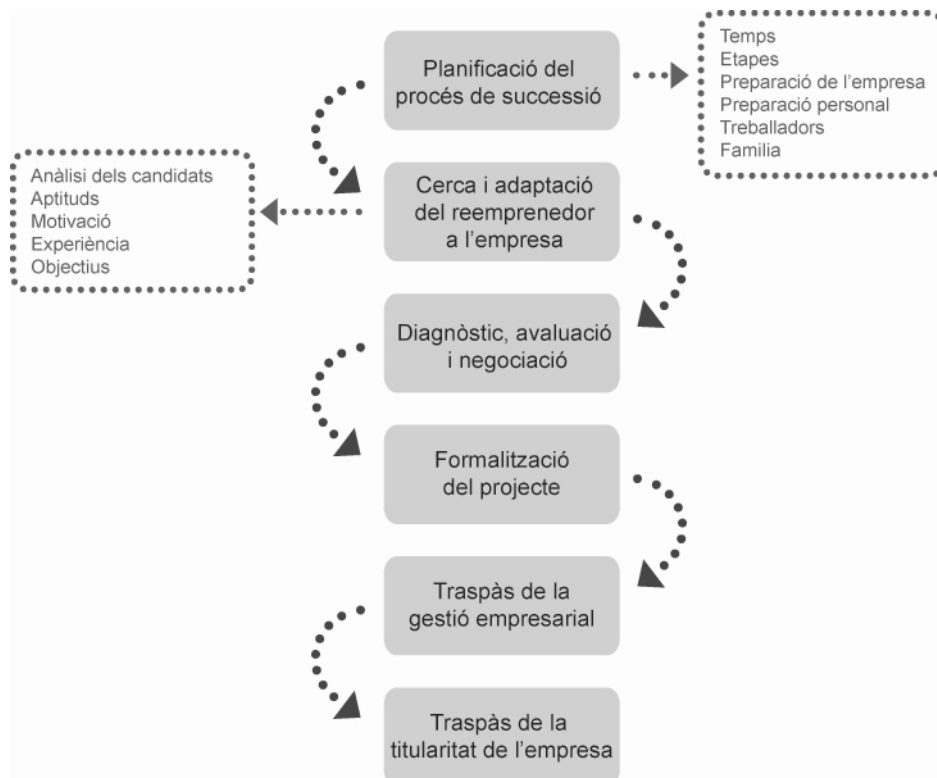 Planificació del
procés de successió
Temps
Etapes
Preparació de l’empresa
Preparació personal
Treballadors
Familia
Cerca i adaptació
del reemprenedor
a l’empresa
Anàlisi dels candidats
Aptituds
Motivació
Experiència
Objectius
Diagnòstic, avaluació
i negociació
Formalització
del projecte
Traspàs de la
gestió empresarial
Traspàs de la
titularitat de l’empresa